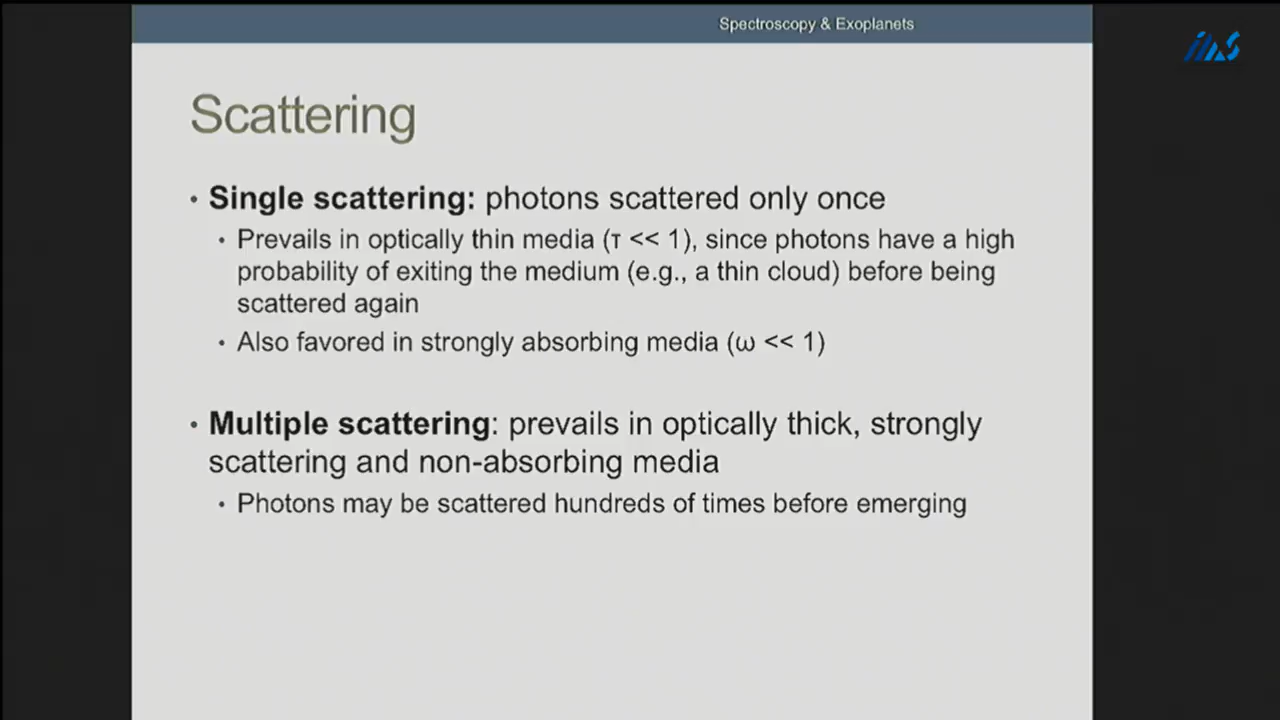 Spectroscopy & Exoplanets
Scattering
• Single scattering: photons scattered only once
• Prevails in optically thin media (τ << 1), since photons have a high
probability of exiting the medium (e.g., a thin cloud) before being
scattered again
• Also favored in strongly absorbing media (ω << 1)
• Multiple scattering: prevails in optically thick, strongly
scattering and non-absorbing media
• Photons may be scattered hundreds of times before emerging